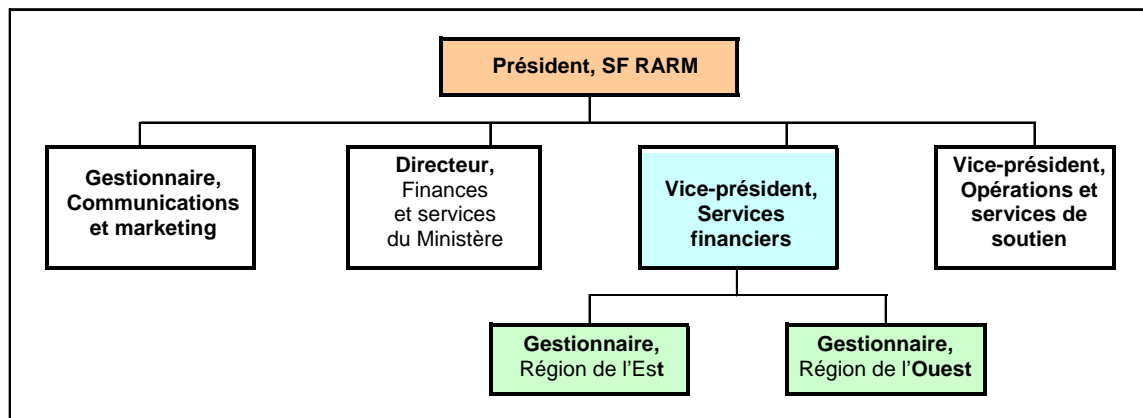 Président, SF RARM
Gestionnaire,
Communications
et marketing
Directeur,
Finances
et services
du Ministère
Vice-président,
Services
financiers
Vice-président,
Opérations et
services de
soutien
Gestionnaire,
Région de l’Est
Gestionnaire,
Région de l’Ouest